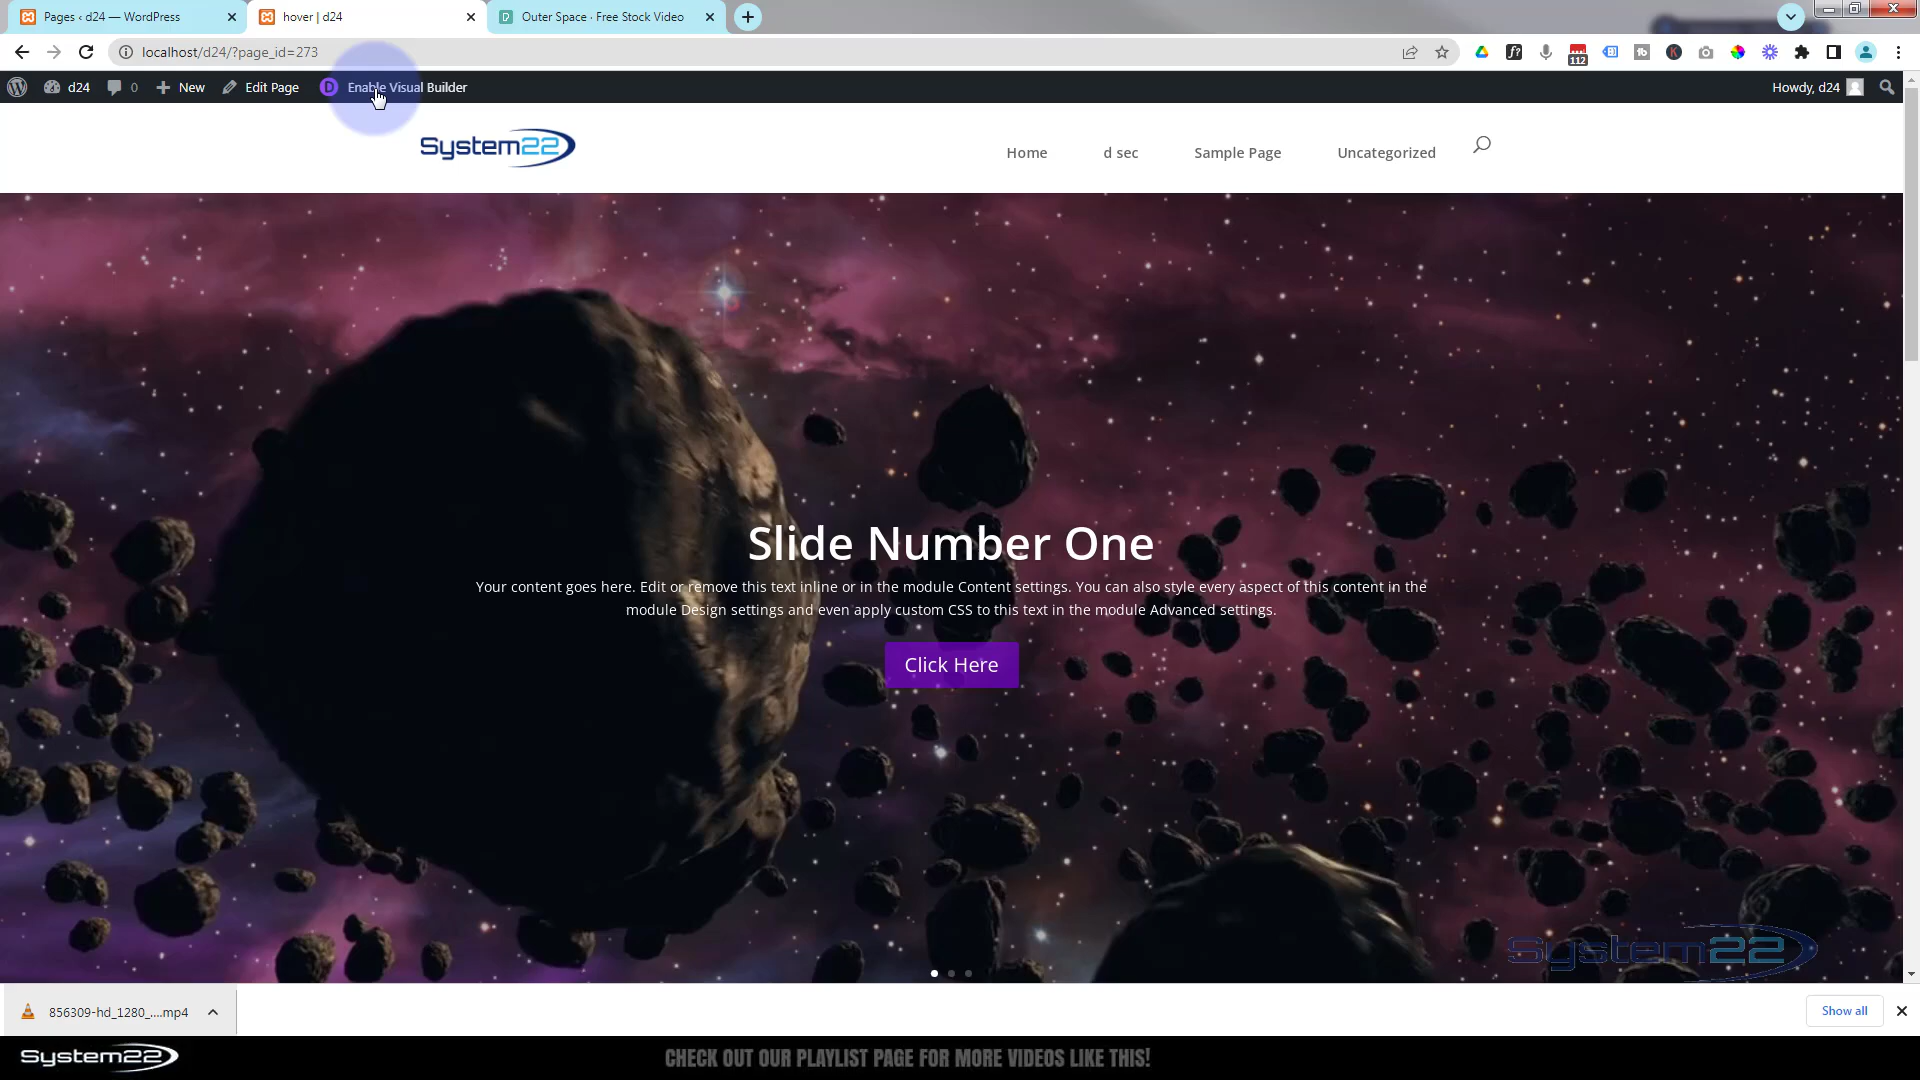 Pages ‹ d24 — WordPress
hover | d24
Outer Space · Free Stock Video
localhost/d24/?page_id=273
112
d24
0
New
Edit Page
Enable Visual Builder
Howdy, d24
System22
Home
d sec
Sample Page
Uncategorized
Slide Number One
Your content goes here. Edit or remove this text inline or in the module Content settings. You can also style every aspect of this content in the
module Design settings and even apply custom CSS to this text in the module Advanced settings.
Click Here
System22
856309-hd_1280_....mp4
Show all
System22
CHECK OUT OUR PLAYLIST PAGE FOR MORE VIDEOS LIKE THIS!